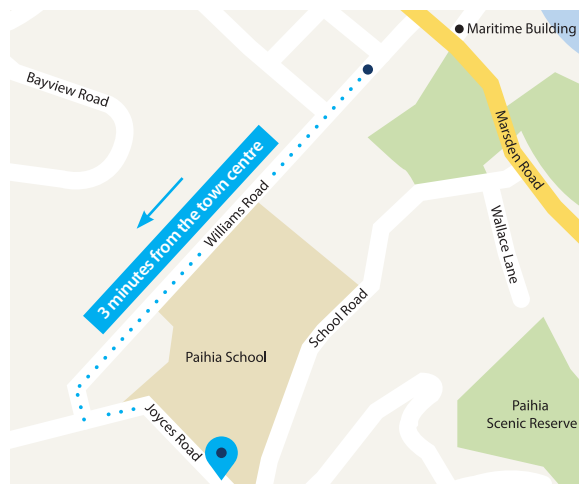 Maritime Building
Bayview Road
Marsden Road
3 minutes from the town centre
Williams Road
Wallace Lane
School Road
Paihia School
Joyces Road
Paihia
Scenic Reserve